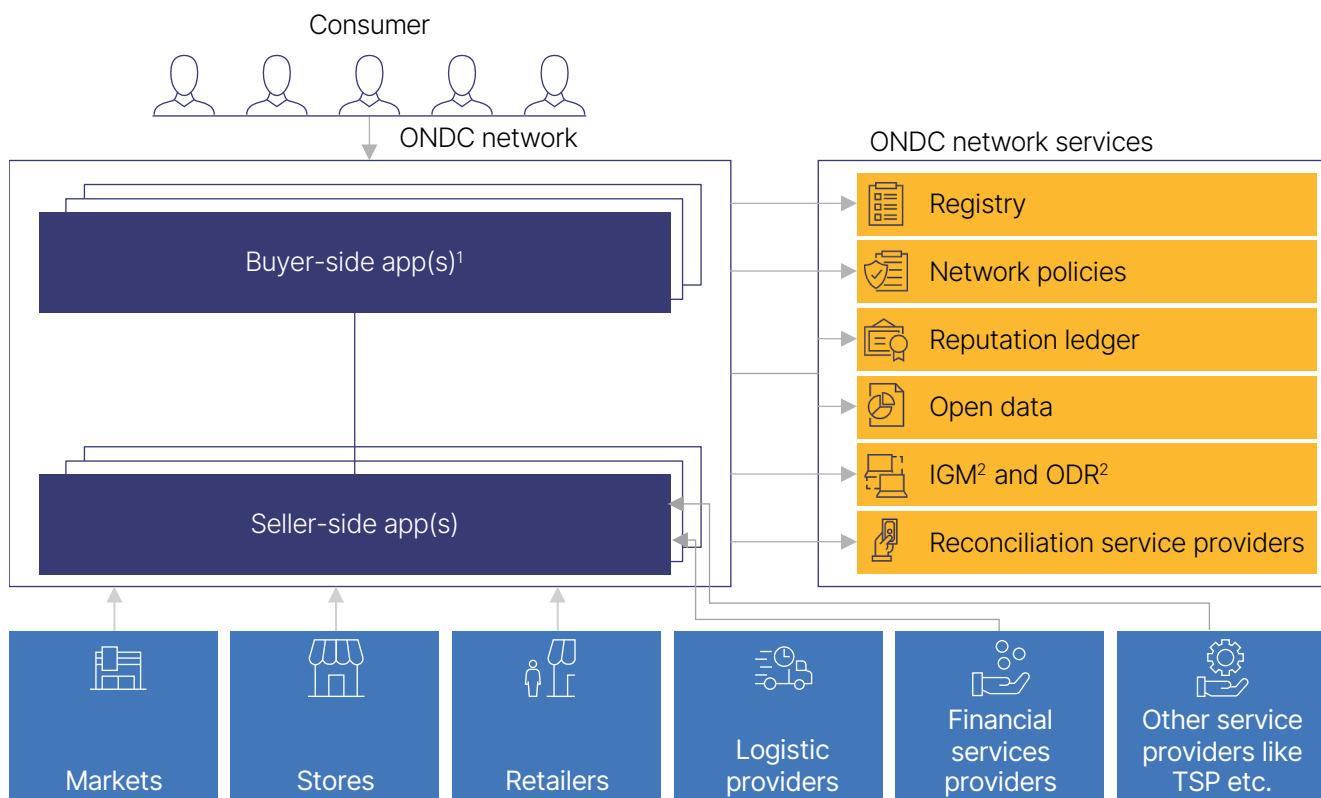 Consumer
ONDC network
ONDC network services
Buyer-side app(s)¹
Seller-side app(s)
Registry
Network policies
Reputation ledger
Open data
IGM² and ODR²
Reconciliation service providers
Markets
Stores
Retailers
Logistic
providers
Financial
services
providers
Other service
providers like
TSP etc.